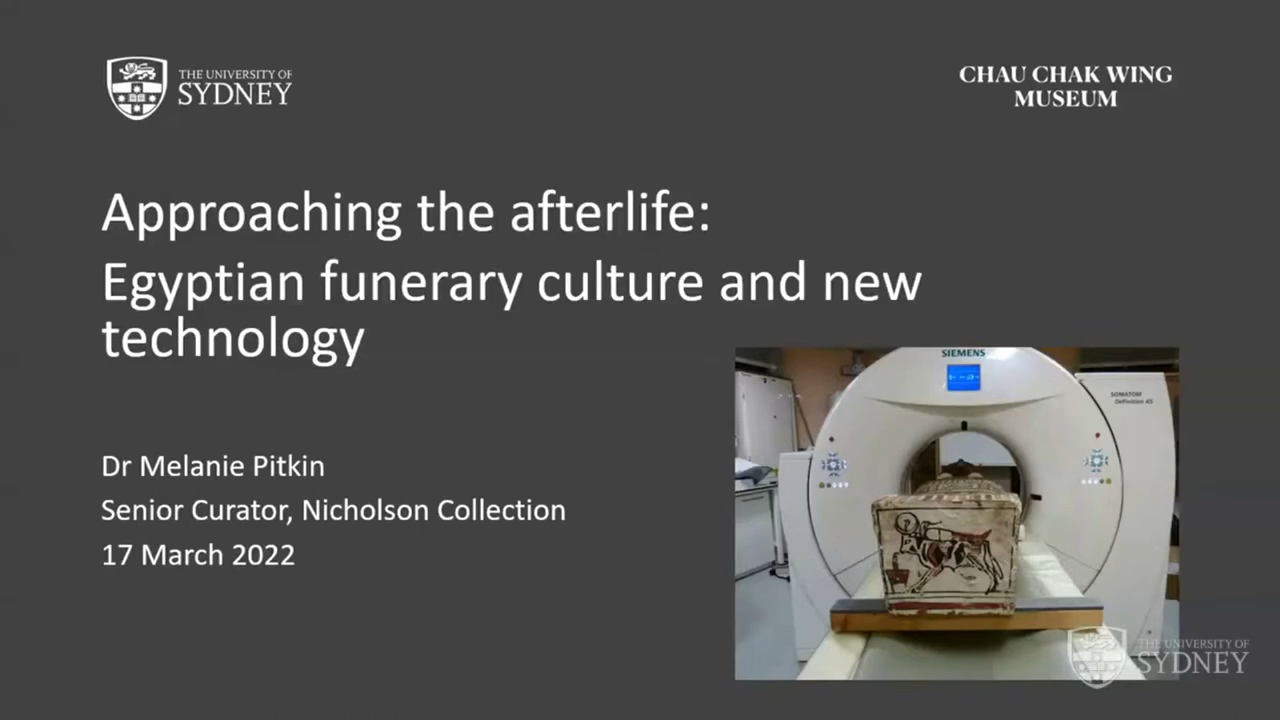 THE UNIVERSITY OF
SYDNEY
CHAU CHAK WING
MUSEUM
Approaching the afterlife:
Egyptian funerary culture and new
technology
SIEMENS
SOMATOM
Definition AS
Dr Melanie Pitkin
Senior Curator, Nicholson Collection
17 March 2022
THE UNIVERSITY OF
SYDNEY